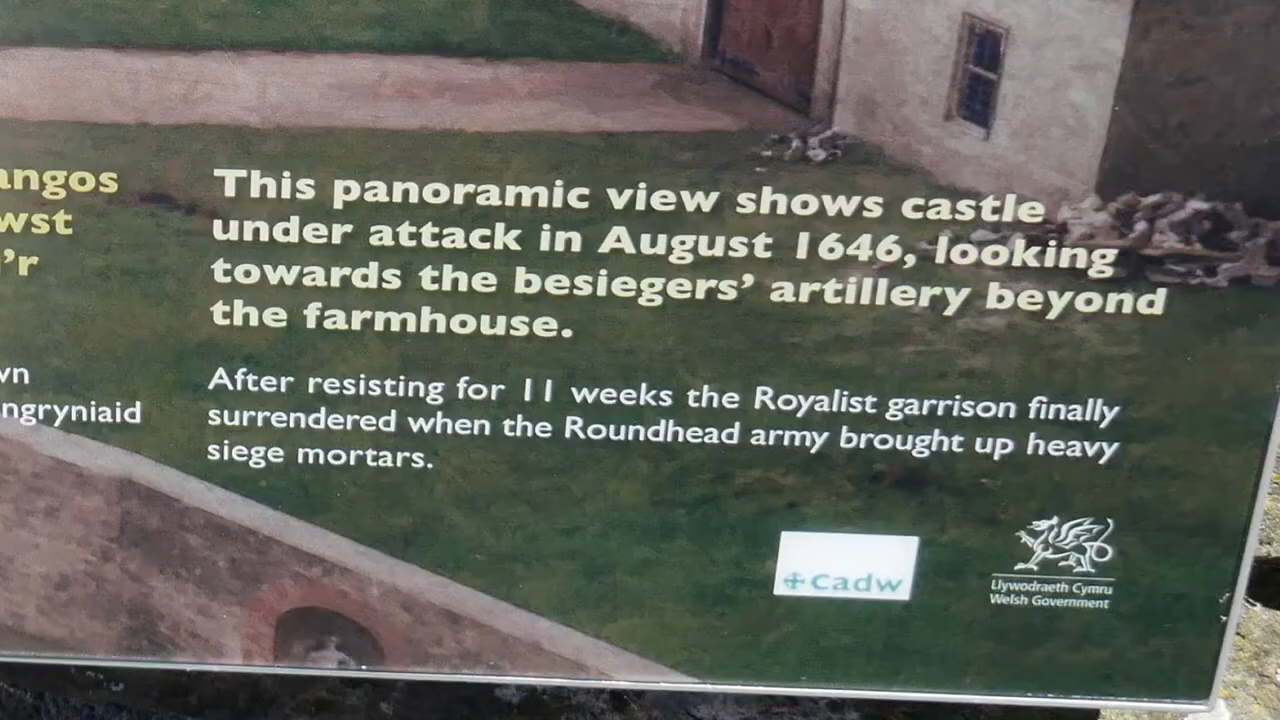 angos
wst
'r
vn
ngryniaid
This panoramic view shows castle
under attack in August 1646, looking
towards the besiegers' artillery beyond
the farmhouse.
After resisting for 11 weeks the Royalist garrison finally
surrendered when the Roundhead army brought up heavy
siege mortars.
Cadw
Llywodraeth Cymru
Welsh Government